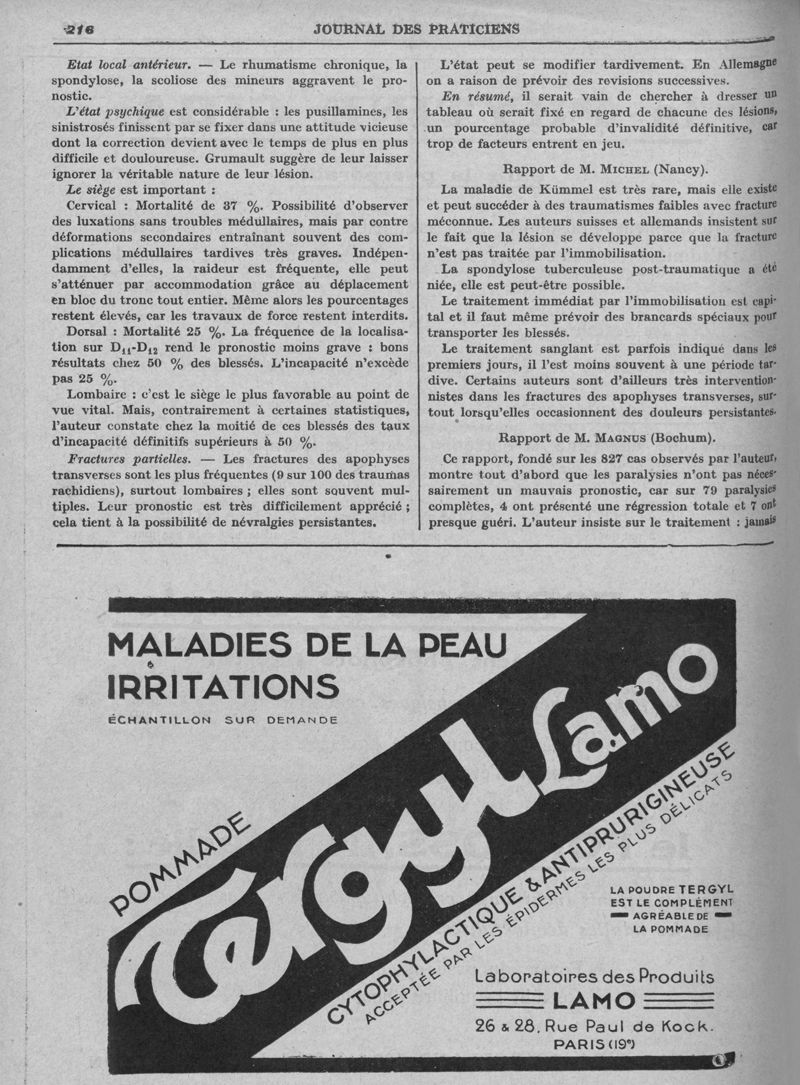 216 JOURNAL DES PRATICIENS
Etat local antérieur. — Le rhumatisme chronique, la
spondylose, la scoliose des mineurs aggravent le pro-
nostic.
L'état psychique est considérable : les pusillamines, les
sinistrosés finissent par se fixer dans une attitude vicieuse
dont la correction devient avec le temps de plus en plus
difficile et douloureuse. Grumault suggère de leur laisser
ignorer la véritable nature de leur lésion.
Le siège est important :
Cervical : Mortalité de 37 %. Possibilité d'observer
des luxations sans troubles médullaires, mais par contre
déformations secondaires entraînant souvent des com-
plications médullaires tardives très graves. Indépen-
damment d'elles, la raideur est fréquente, elle peut
s'atténuer par accommodation grâce au déplacement
en bloc du tronc tout entier. Même alors les pourcentages
restent élevés, car les travaux de force restent interdits.
Dorsal : Mortalité 25 %. La fréquence de la localisa-
tion sur D11-D12 rend le pronostic moins grave : bons
résultats chez 50 % des blessés. L'incapacité n'excède
pas 25 %.
Lombaire : c'est le siège le plus favorable au point de
vue vital. Mais, contrairement à certaines statistiques,
l'auteur constate chez la moitié de ces blessés des taux
d'incapacité définitifs supérieurs à 50 %.
Fractures partielles. — Les fractures des apophyses
transverses sont les plus fréquentes (9 sur 100 des traumas
rachidiens), surtout lombaires ; elles sont souvent mul-
tiples. Leur pronostic est très difficilement apprécié ;
cela tient à la possibilité de névralgies persistantes.
L'état peut se modifier tardivement. En Allemagne
on a raison de prévoir des revisions successives.
En résumé, il serait vain de chercher à dresser un
tableau où serait fixé en regard de chacune des lésions,
un pourcentage probable d'invalidité définitive, car
trop de facteurs entrent en jeu.
Rapport de M. MICHEL (Nancy).
La maladie de Kümmel est très rare, mais elle existe
et peut succéder à des traumatismes faibles avec fracture
méconnue. Les auteurs suisses et allemands insistent sur
le fait que la lésion se développe parce que la fracture
n'est pas traitée par l'immobilisation.
La spondylose tuberculeuse post-traumatique a été
niée, elle est peut-être possible.
Le traitement immédiat par l'immobilisation est capi-
tal et il faut même prévoir des brancards spéciaux pour
transporter les blessés.
Le traitement sanglant est parfois indiqué dans les
premiers jours, il l'est moins souvent à une période tar-
dive. Certains auteurs sont d'ailleurs très intervention-
nistes dans les fractures des apophyses transverses, sur-
tout lorsqu'elles occasionnent des douleurs persistantes.
Rapport de M. MAGNUS (Bochum).
Ce rapport, fondé sur les 827 cas observés par l'auteur,
montre tout d'abord que les paralysies n'ont pas néces-
sairement un mauvais pronostic, car sur 79 paralysies
complètes, 4 ont présenté une régression totale et 7 ont
presque guéri. L'auteur insiste sur le traitement : jamais
MALADIES DE LA PEAU
&
IRRITATIONS
ÉCHANTILLON SUR DEMANDE
POMMADE
Tergyl Lamo
CYTOPHYLACTIQUE & ANTIPRURIGINEUSE
ACCEPTÉE PAR LES ÉPIDERMES LES PLUS DÉLICATS
LA POUDRE TERGYL
EST LE COMPLÉMENT
AGRÉABLE DE
LA POMMADE
Laboratoires des Produits
LAMO
26 & 28, Rue Paul de Kock.
PARIS (19e)